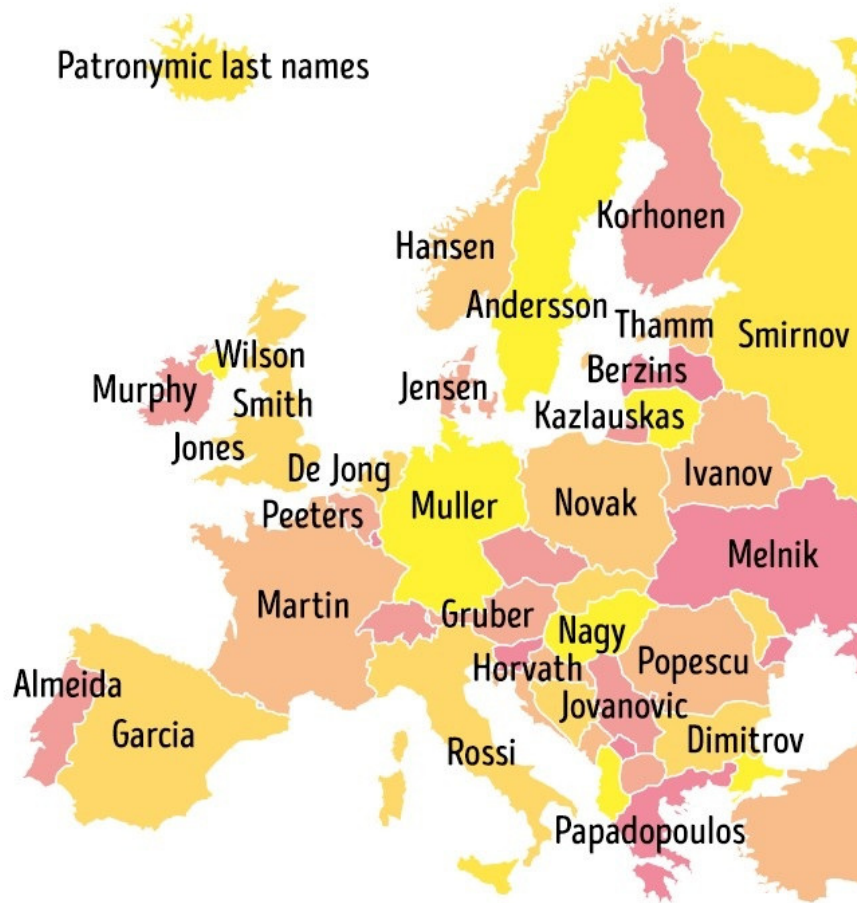 Patronymic last names
Korhonen
Hansen
Andersson
Thamm
Smirnov
Wilson
Berzins
Murphy
Jensen
Smith
Kazlauskas
Jones
De Jong
Ivanov
Peeters
Muller
Novak
Melnik
Martin
Gruber
Nagy
Horvath
Popescu
Almeida
Jovanovic
Garcia
Dimitrov
Rossi
Papadopoulos